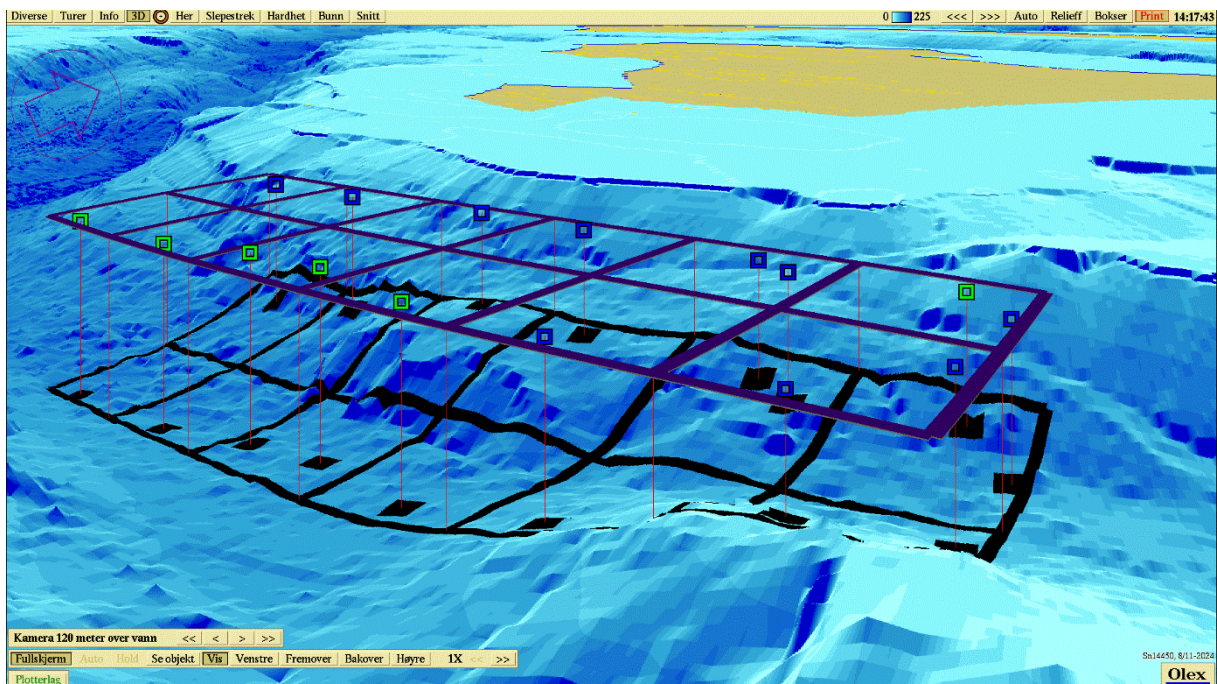 Diverse Turer Info 3D Her Slepestrek Hardhet Bunn Snitt 0 225 <<< >>> Auto Relieff Bokser Print 14:17:43
Kamera 120 meter over vann << < > >>
Fullskjerm Auto Hold Se objekt Vis Venstre Fremover Bakover Høyre 1X << >>
Sn14450, 8/11-2024
Plotterlag
Olex